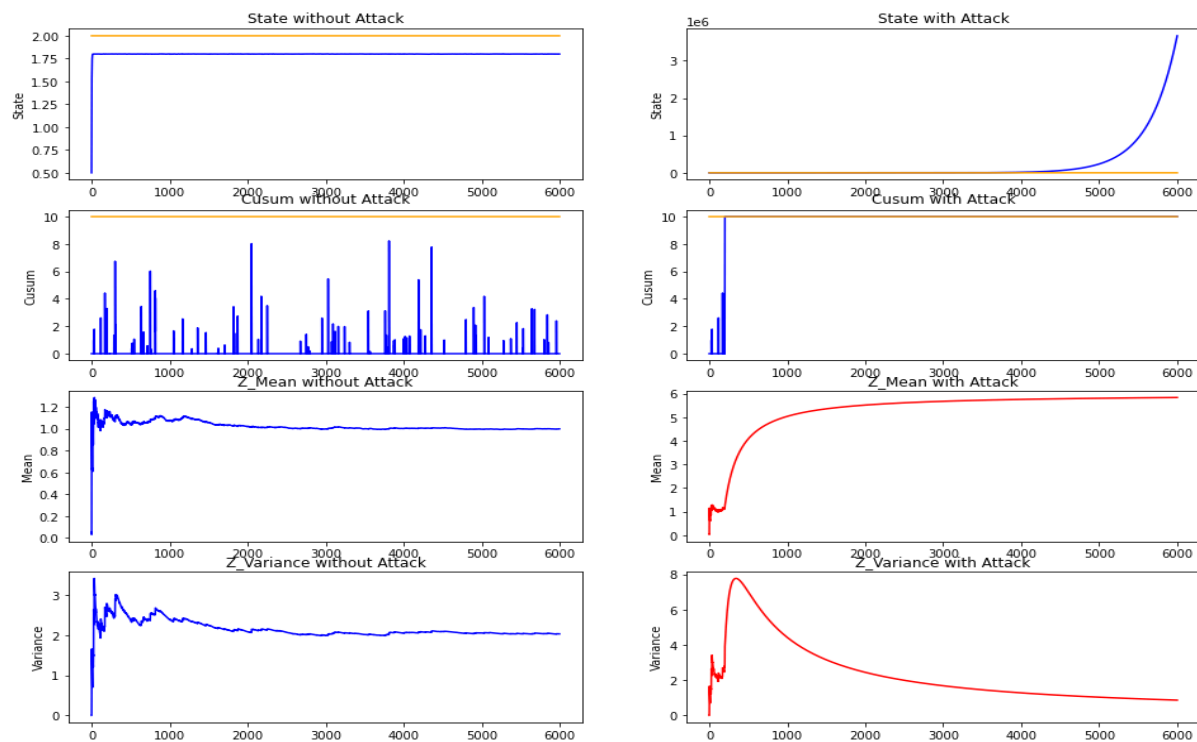 State without Attack
2.00
1.75
1.50
1.25
1.00
0.75
0.50
State
0 1000 2000 3000 4000 5000 6000
State with Attack
1e6
3
2
1
0
State
0 1000 2000 3000 4000 5000 6000
Cusum without Attack
10
8
6
4
2
0
Cusum
0 1000 2000 3000 4000 5000 6000
Cusum with Attack
10
8
6
4
2
0
Cusum
0 1000 2000 3000 4000 5000 6000
Z_Mean without Attack
1.2
1.0
0.8
0.6
0.4
0.2
0.0
Mean
0 1000 2000 3000 4000 5000 6000
Z_Mean with Attack
6
5
4
3
2
1
0
Mean
0 1000 2000 3000 4000 5000 6000
Z_Variance without Attack
3
2
1
0
Variance
0 1000 2000 3000 4000 5000 6000
Z_Variance with Attack
8
6
4
2
0
Variance
0 1000 2000 3000 4000 5000 6000